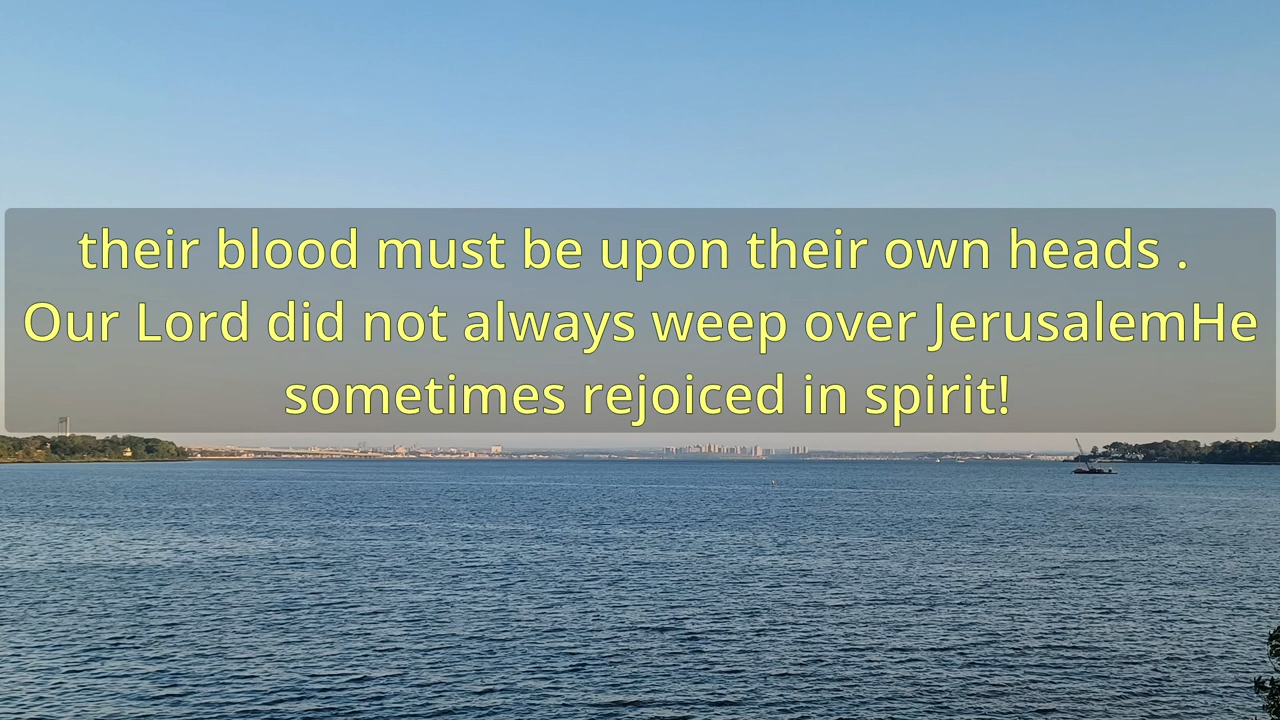 their blood must be upon their own heads .
Our Lord did not always weep over JerusalemHe
sometimes rejoiced in spirit!